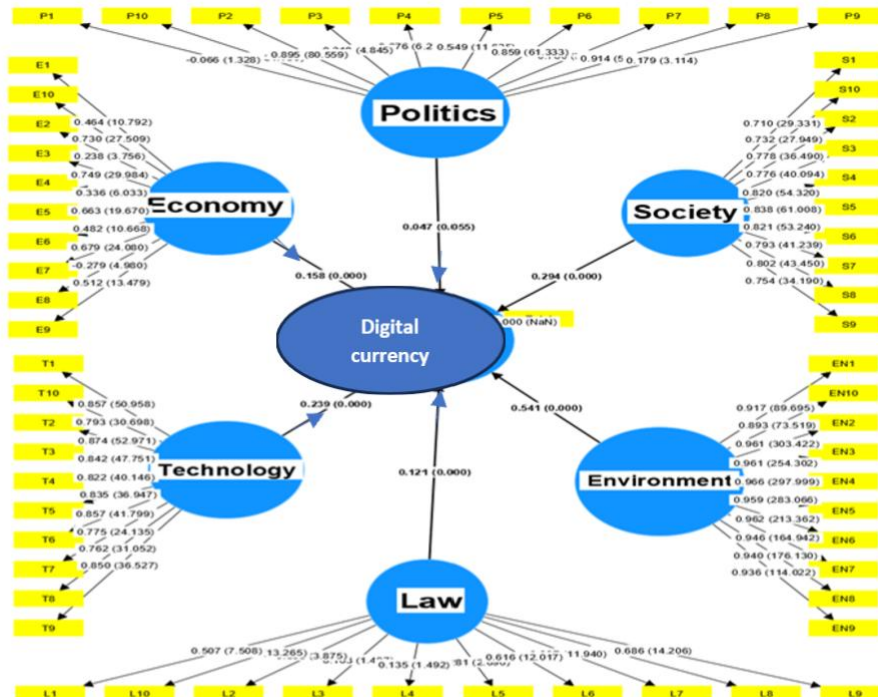 P1 P10 P2 P3 P4 P5 P6 P7 P8 P9
-0.066 (1.328)
0.895 (80.559)
0.549
0.859 (61.333)
0.179 (3.114)
Politics
E1
E10
E2
E3
E4
E5
E6
E7
E8
E9
0.464 (10.792)
0.730 (27.509)
0.238 (3.756)
0.749 (29.984)
0.336 (6.033)
0.663 (19.670)
0.482 (10.668)
0.679 (24.080)
-0.279 (4.980)
0.512 (13.479)
Economy
S1
S10
S2
S3
S4
S5
S6
S7
S8
S9
0.710 (29.331)
0.732 (27.949)
0.778 (36.490)
0.776 (40.094)
0.820 (54.320)
0.838 (61.008)
0.821 (53.240)
0.793 (41.239)
0.802 (43.450)
0.754 (34.190)
Society
0.047 (0.055)
0.158 (0.000)
0.294 (0.000)
Digital
currency
000 (NaN)
0.239 (0.000)
0.541 (0.000)
0.121 (0.000)
T1
T10
T2
T3
T4
T5
T6
T7
T8
T9
0.857 (50.958)
0.793 (30.698)
0.874 (52.971)
0.842 (47.751)
0.822 (40.146)
0.835 (36.947)
0.857 (41.799)
0.775 (24.135)
0.762 (31.052)
0.850 (36.527)
Technology
EN1
EN10
EN2
EN3
EN4
EN5
EN6
EN7
EN8
EN9
0.917 (89.695)
0.893 (73.519)
0.961 (303.422)
0.961 (254.302)
0.966 (297.999)
0.959 (283.066)
0.962 (213.362)
0.946 (164.942)
0.940 (176.130)
0.936 (114.022)
Environment
Law
0.507 (7.508)
13.265)
0.135 (1.492)
0.616 (12.017)
11.940)
0.686 (14.206)
L1 L10 L2 L3 L4 L5 L6 L7 L8 L9